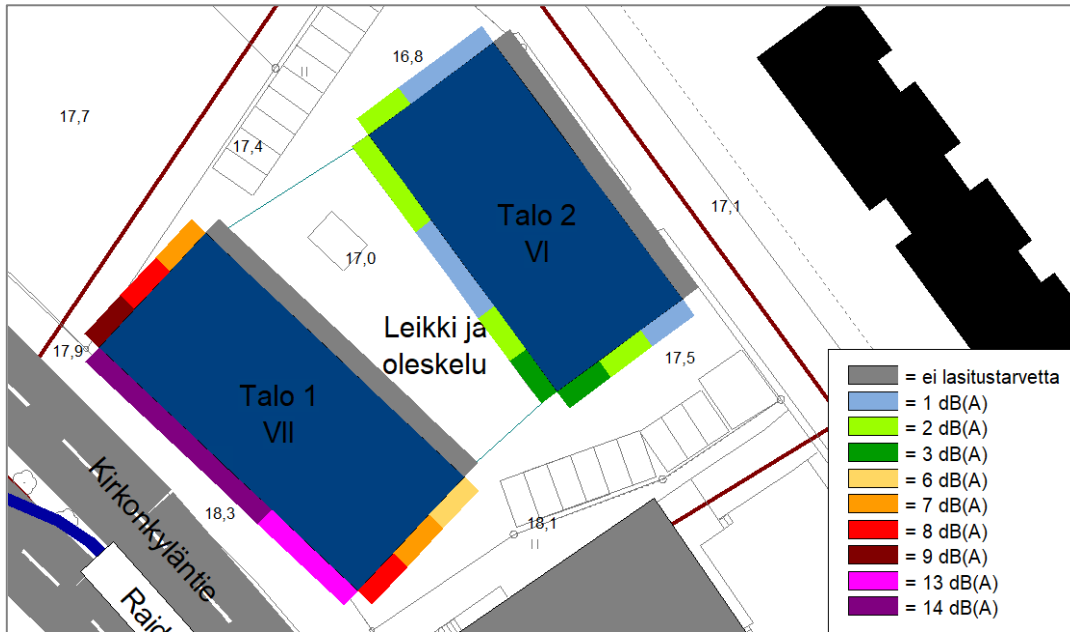 16,8
17,7
17,4
17,1
Talo 2
VI
17,0
Leikki ja
oleskelu
17,9
17,5
Talo 1
VII
Kirkonkyläntie
18,3
18,1
II
II
Raid
= ei lasitustarvetta
= 1 dB(A)
= 2 dB(A)
= 3 dB(A)
= 6 dB(A)
= 7 dB(A)
= 8 dB(A)
= 9 dB(A)
= 13 dB(A)
= 14 dB(A)